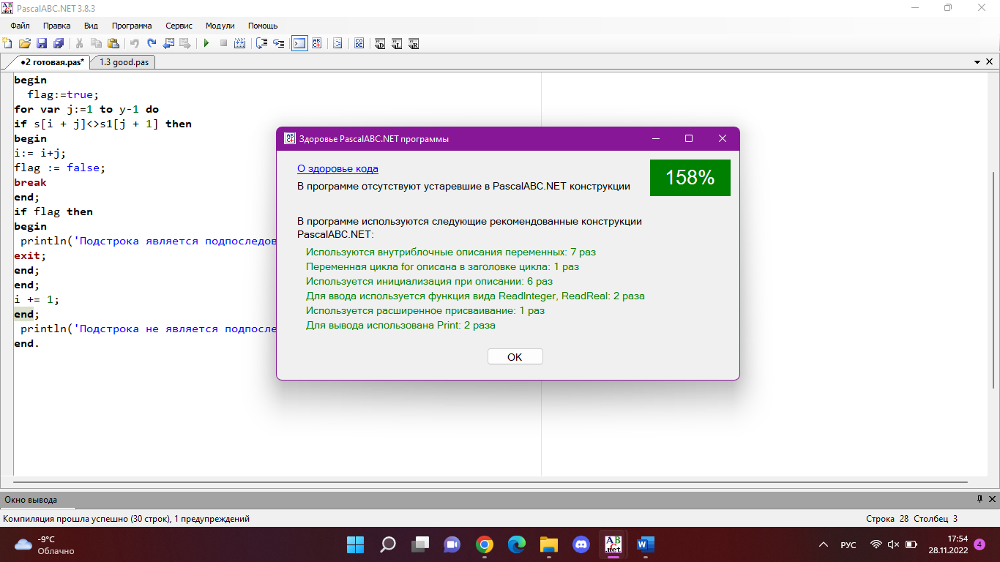 PascalABC.NET 3.8.3
Файл Правка Вид Программа Сервис Модули Помощь
●2 готовая.pas* 1.3 good.pas
begin
flag:=true;
for var j:=1 to y-1 do
if s[i + j]<>s1[j + 1] then
begin
i:= i+j;
flag := false;
break
end;
if flag then
begin
println('Подстрока является подпоследов
exit;
end;
end;
i += 1;
end;
println('Подстрока не является подпосле
end.
Здоровье PascalABC.NET программы
О здоровье кода
158%
В программе отсутствуют устаревшие в PascalABC.NET конструкции
В программе используются следующие рекомендованные конструкции
PascalABC.NET:
Используются внутриблочные описания переменных: 7 раз
Переменная цикла for описана в заголовке цикла: 1 раз
Используется инициализация при описании: 6 раз
Для ввода используется функция вида ReadInteger, ReadReal: 2 раза
Используется расширенное присваивание: 1 раз
Для вывода использована Print: 2 раза
OK
Окно вывода
Компиляция прошла успешно (30 строк), 1 предупреждений
Строка 28 Столбец 3
-9°C
Облачно
РУС
17:54
28.11.2022
4